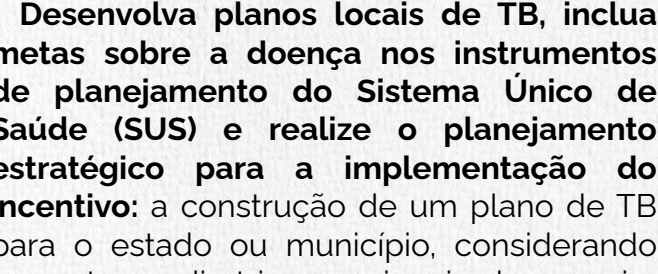 Desenvolva planos locais de TB, inclua
metas sobre a doença nos instrumentos
de planejamento do Sistema Único de
Saúde (SUS) e realize o planejamento
estratégico para a implementação do
incentivo: a construção de um plano de TB
para o estado ou município, considerando